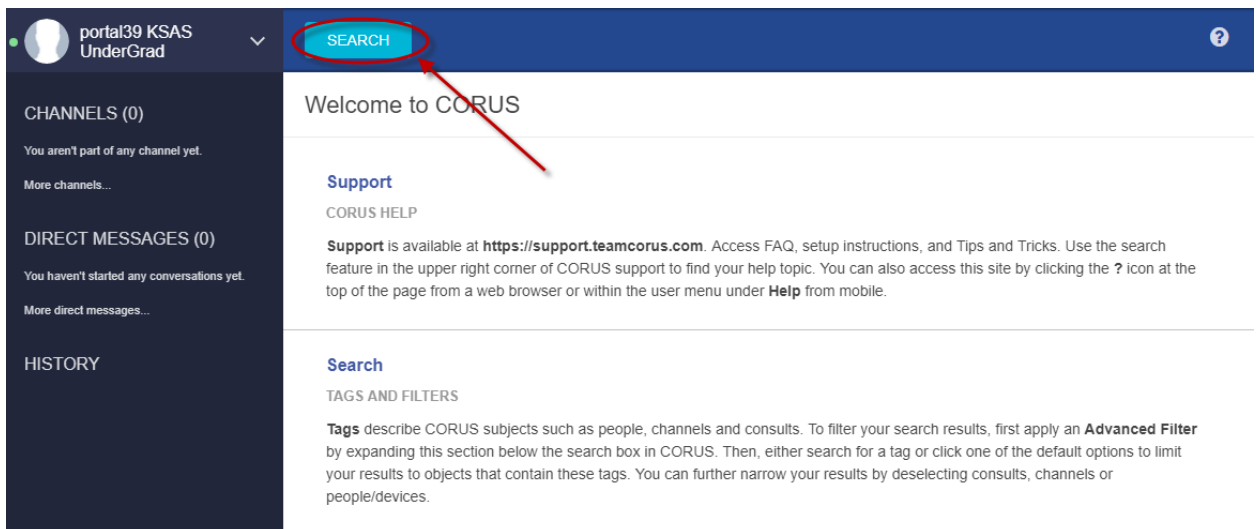 portal39 KSAS
UnderGrad
SEARCH
?
CHANNELS (0)
You aren't part of any channel yet.
More channels...
DIRECT MESSAGES (0)
You haven't started any conversations yet.
More direct messages...
HISTORY
Welcome to CORUS
Support
CORUS HELP
Support is available at https://support.teamcorus.com. Access FAQ, setup instructions, and Tips and Tricks. Use the search
feature in the upper right corner of CORUS support to find your help topic. You can also access this site by clicking the ? icon at the
top of the page from a web browser or within the user menu under Help from mobile.
Search
TAGS AND FILTERS
Tags describe CORUS subjects such as people, channels and consults. To filter your search results, first apply an Advanced Filter
by expanding this section below the search box in CORUS. Then, either search for a tag or click one of the default options to limit
your results to objects that contain these tags. You can further narrow your results by deselecting consults, channels or
people/devices.